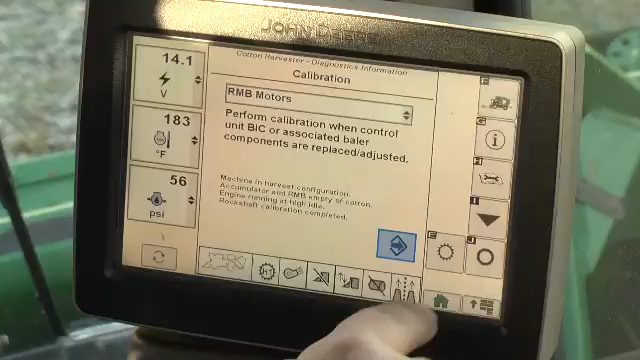 JOHN DEERE
Cotton Harvester - Diagnostics Information
Calibration
14.1
V
183
°F
56
psi
RMB Motors
Perform calibration when control
unit BIC or associated baler
components are replaced/adjusted.
Machine in harvest configuration.
Accumulator and RMB empty of cotton.
Engine running at high idle.
Rockshaft calibration completed.
F
G
H
I
E
J